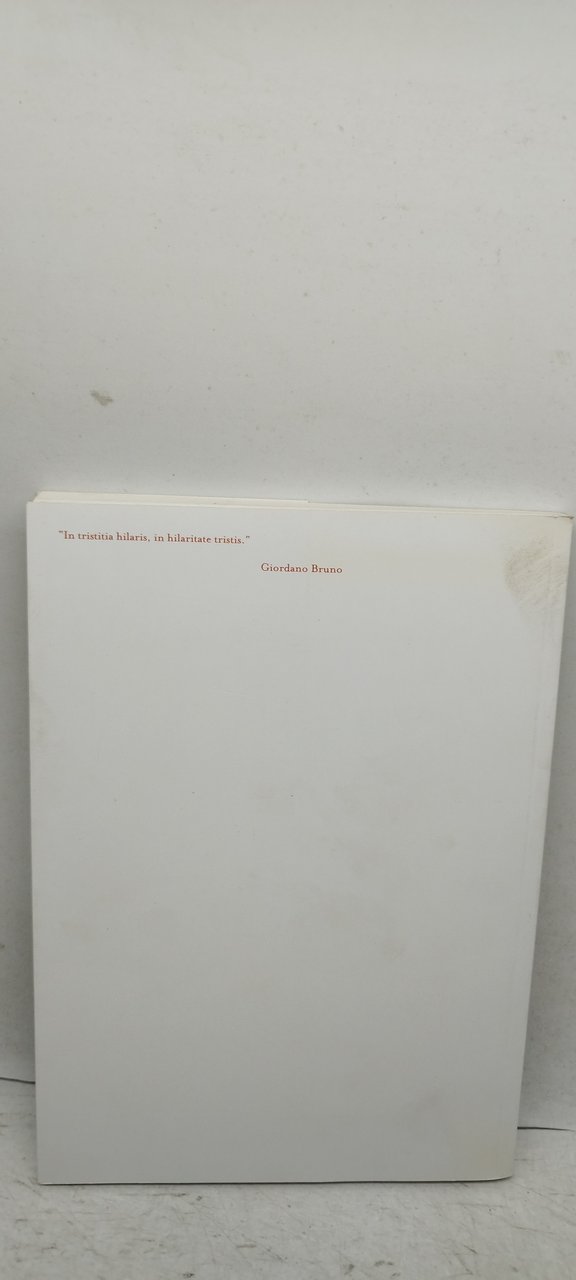 "In tristitia hilaris, in hilaritate tristis."
Giordano Bruno